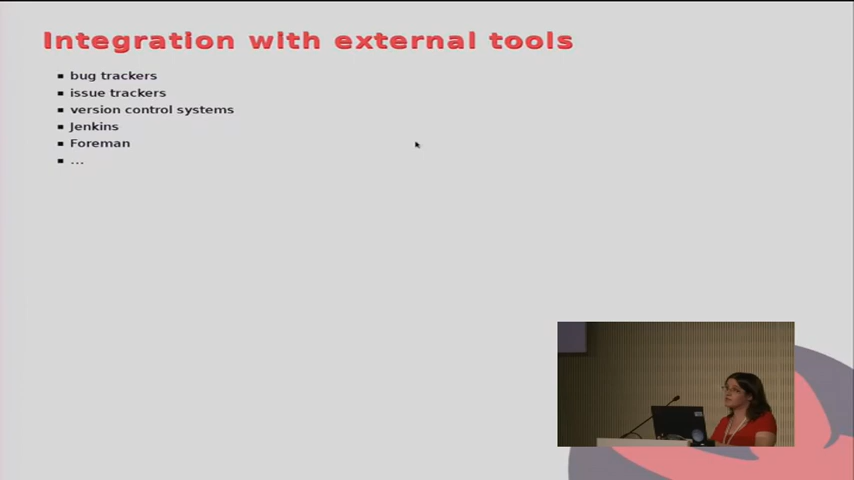 Integration with external tools
bug trackers
issue trackers
version control systems
Jenkins
Foreman
...